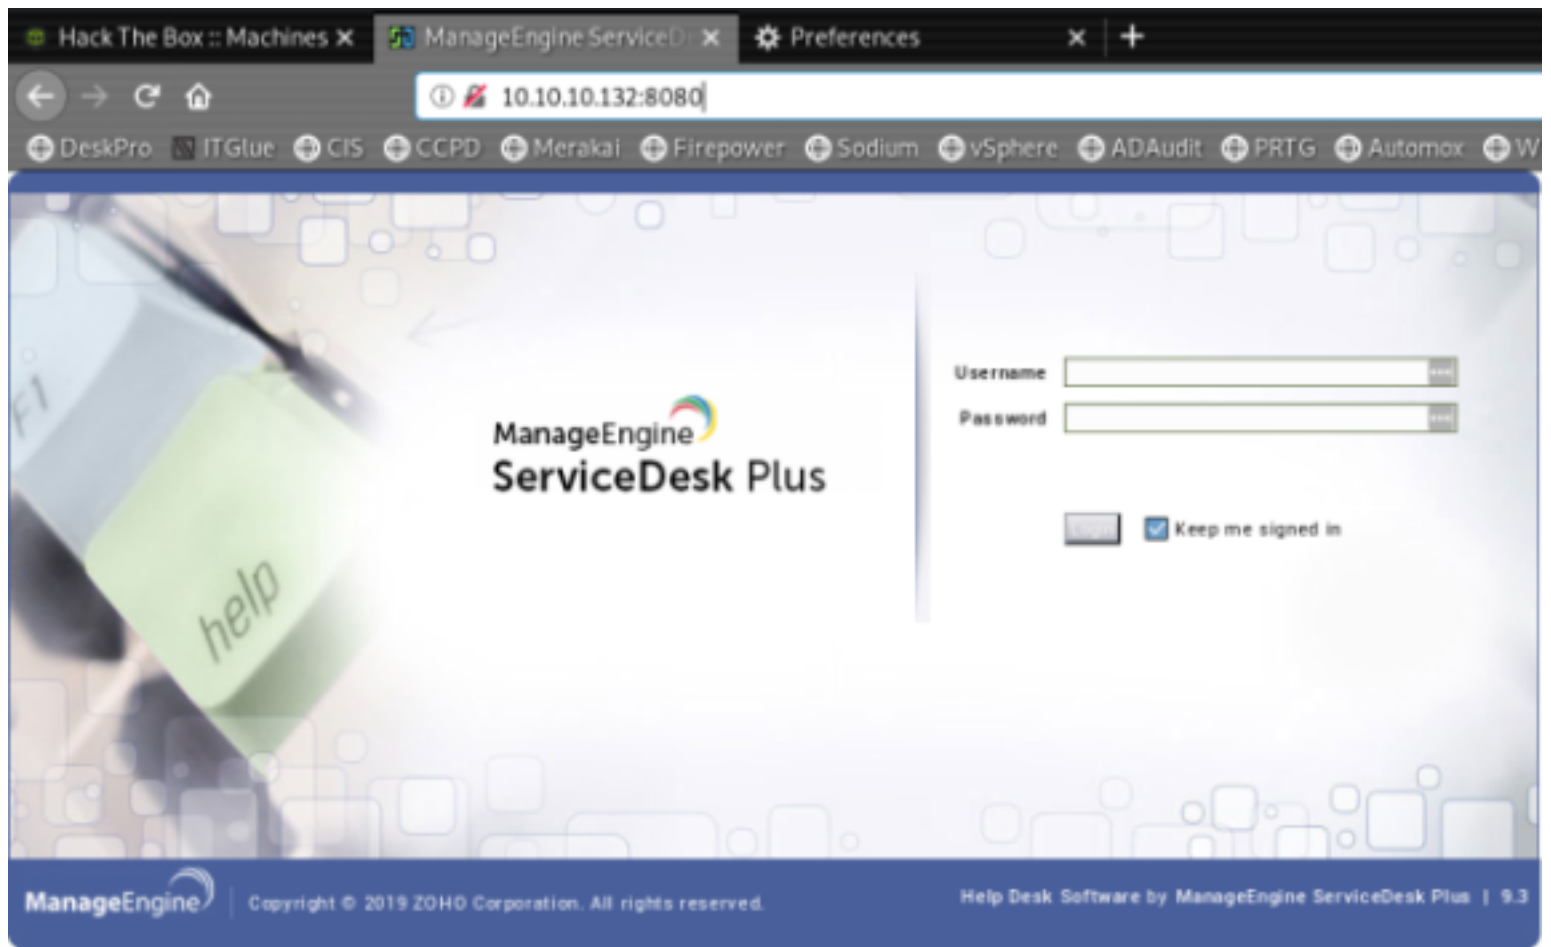 Hack The Box :: Machines × ManageEngine ServiceD × Preferences × +
10.10.10.132:8080
DeskPro ITGlue CIS CCPD Merakai Firepower Sodium vSphere ADAudit PRTG Automox W
F1
help
ManageEngine
ServiceDesk Plus
Username
Password
Keep me signed in
ManageEngine Copyright © 2019 ZOHO Corporation. All rights reserved. Help Desk Software by ManageEngine ServiceDesk Plus | 9.3